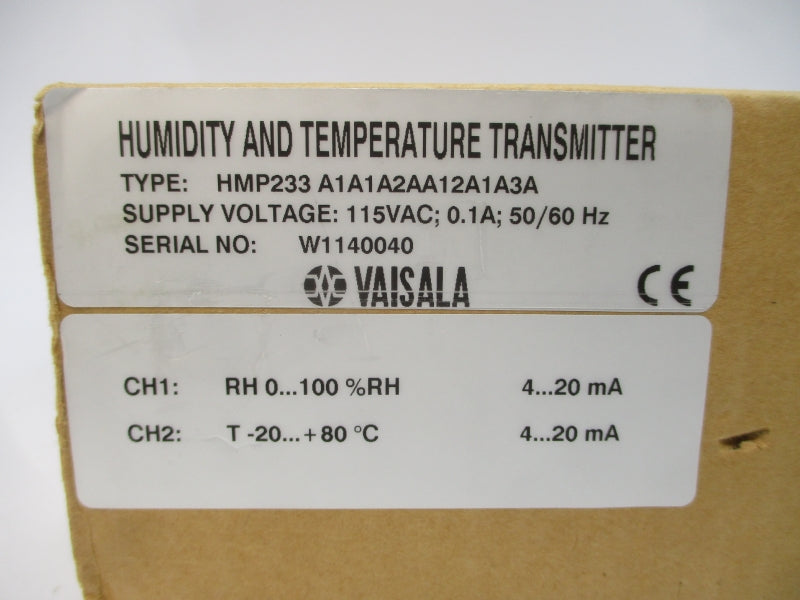 HUMIDITY AND TEMPERATURE TRANSMITTER
TYPE: HMP233 A1A1A2AA12A1A3A
SUPPLY VOLTAGE: 115VAC; 0.1A; 50/60 Hz
SERIAL NO: W1140040
VAISALA CE
CH1: RH 0...100 %RH 4...20 mA
CH2: T -20...+80 °C 4...20 mA